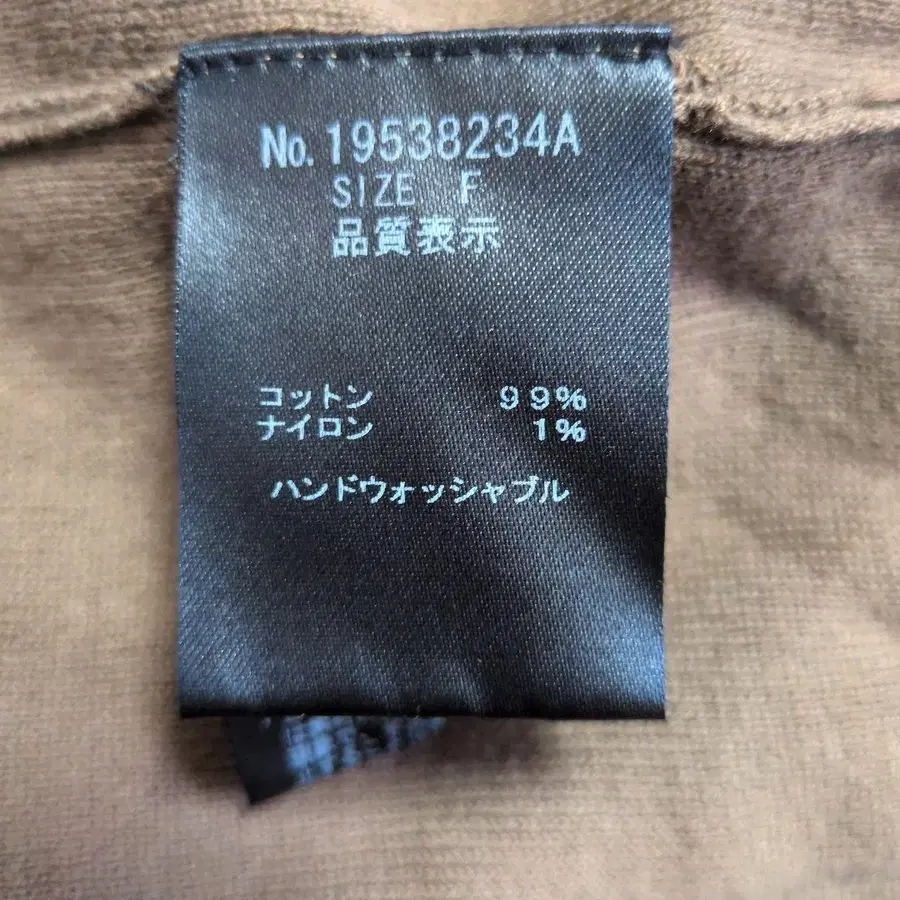 No.19538234A
SIZE F
品質表示
コットン 99%
ナイロン 1%
ハンドウォッシャブル